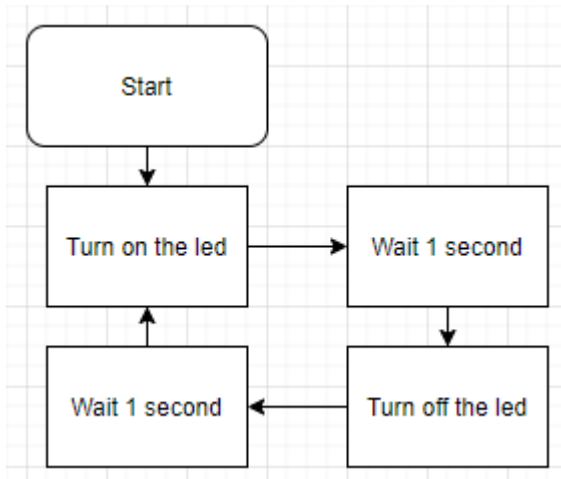 Start
Turn on the led
Wait 1 second
Wait 1 second
Turn off the led